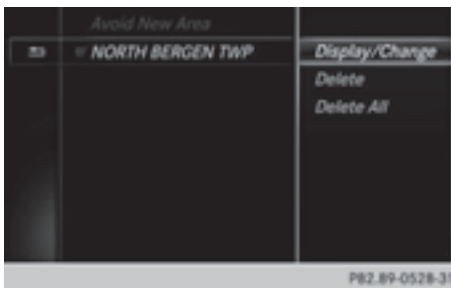 Avoid New Area
NORTH BERGEN TWP
Display/Change
Delete
Delete All
P82.89-0528-31